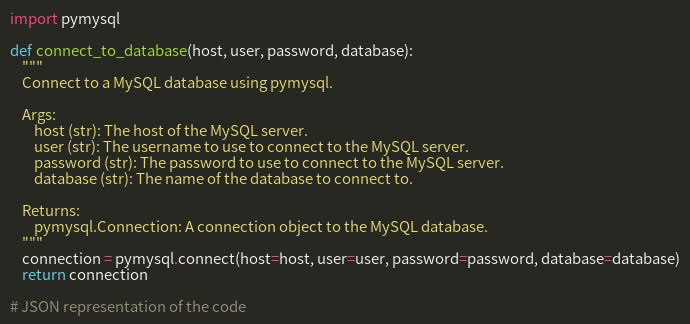 import pymysql

def connect_to_database(host, user, password, database):
    """
    Connect to a MySQL database using pymysql.

    Args:
        host (str): The host of the MySQL server.
        user (str): The username to use to connect to the MySQL server.
        password (str): The password to use to connect to the MySQL server.
        database (str): The name of the database to connect to.

    Returns:
        pymysql.Connection: A connection object to the MySQL database.
    """
    connection = pymysql.connect(host=host, user=user, password=password, database=database)
    return connection

# JSON representation of the code